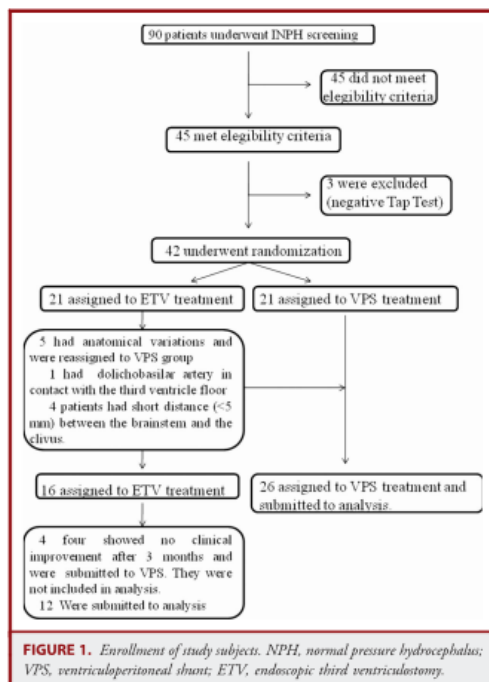 90 patients underwent INPH screening
45 did not meet
elegibility criteria
45 met elegibility criteria
3 were excluded
(negative Tap Test)
42 underwent randomization
21 assigned to ETV treatment
21 assigned to VPS treatment
5 had anatomical variations and
were reassigned to VPS group
1 had dolichobasilar artery in
contact with the third ventricle floor
4 patients had short distance (<5
mm) between the brainstem and the
clivus.
16 assigned to ETV treatment
26 assigned to VPS treatment and
submitted to analysis.
4 four showed no clinical
improvement after 3 months and
were submitted to VPS. They were
not included in analysis.
12 Were submitted to analysis
FIGURE 1. Enrollment of study subjects. NPH, normal pressure hydrocephalus;
VPS, ventriculoperitoneal shunt; ETV, endoscopic third ventriculostomy.